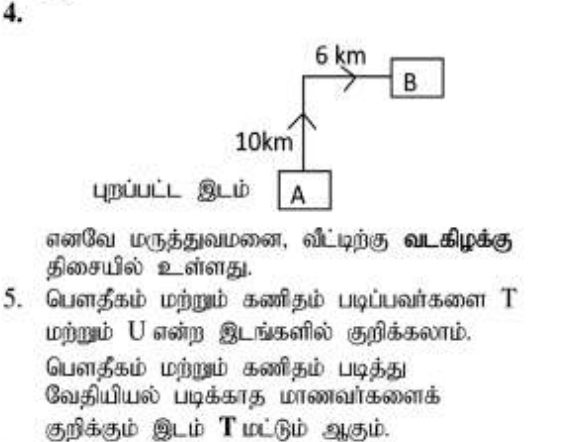 4.
6 km
B
10km
புறப்பட்ட இடம் A
எனவே மருத்துவமனை, வீட்டிற்கு வடகிழக்கு
திசையில் உள்ளது.
5. பௌதீகம் மற்றும் கணிதம் படிப்பவர்களை T
மற்றும் U என்ற இடங்களில் குறிக்கலாம்.
பௌதீகம் மற்றும் கணிதம் படித்து
வேதியியல் படிக்காத மாணவர்களைக்
குறிக்கும் இடம் T மட்டும் ஆகும்.